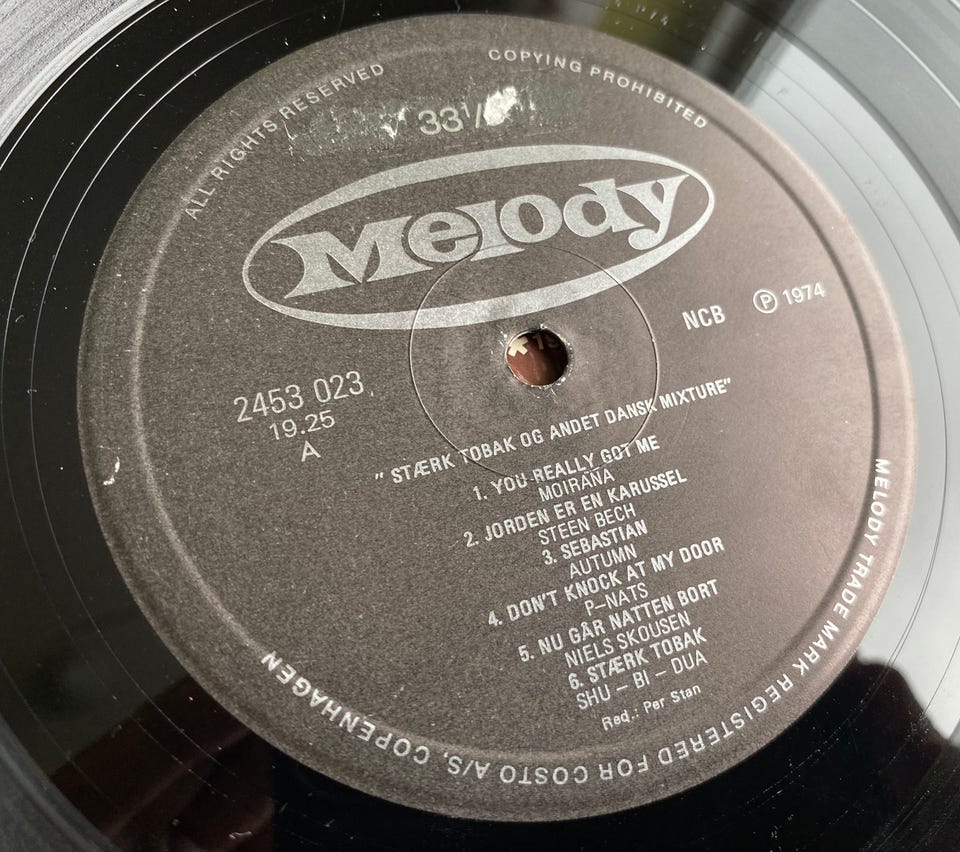 ALL RIGHTS RESERVED
COPYING PROHIBITED
33 1/
Melody
NCB ℗ 1974
2453 023
19.25
A
" STÆRK TOBAK OG ANDET DANSK MIXTURE"
1. YOU REALLY GOT ME
MOIRANA
2. JORDEN ER EN KARUSSEL
STEEN BECH
3. SEBASTIAN
AUTUMN
4. DON'T KNOCK AT MY DOOR
P–NATS
5. NU GÅR NATTEN BORT
NIELS SKOUSEN
6. STÆRK TOBAK
SHU – BI – DUA
Red.: Per Stan
MELODY TRADE MARK REGISTERED FOR COSTO A/S, COPENHAGEN